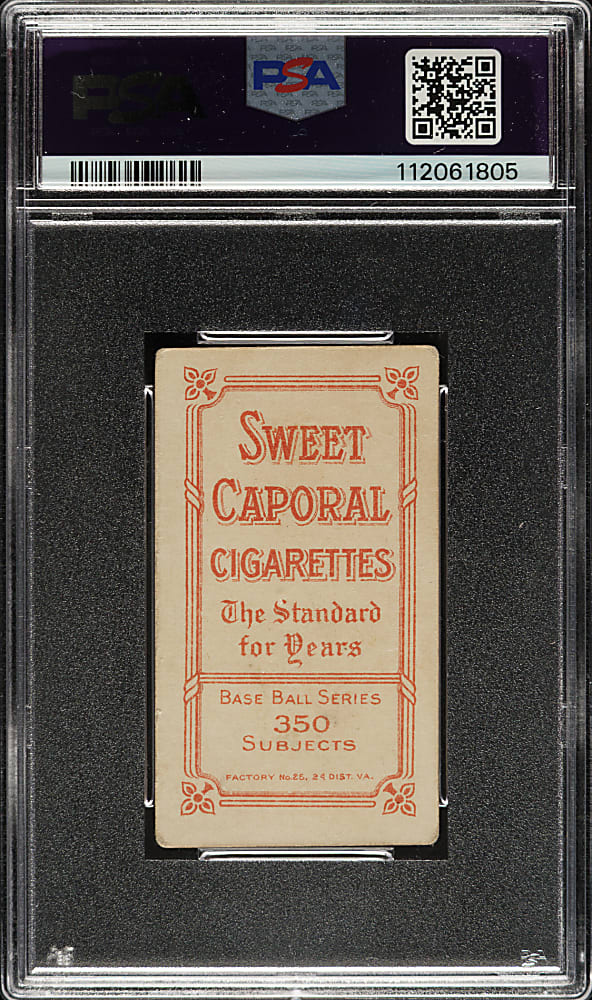 PSA
PSA
112061805
SWEET
CAPORAL
CIGARETTES
The Standard
for Years
BASE BALL SERIES
350
SUBJECTS
FACTORY No. 25, 2d DIST. VA.